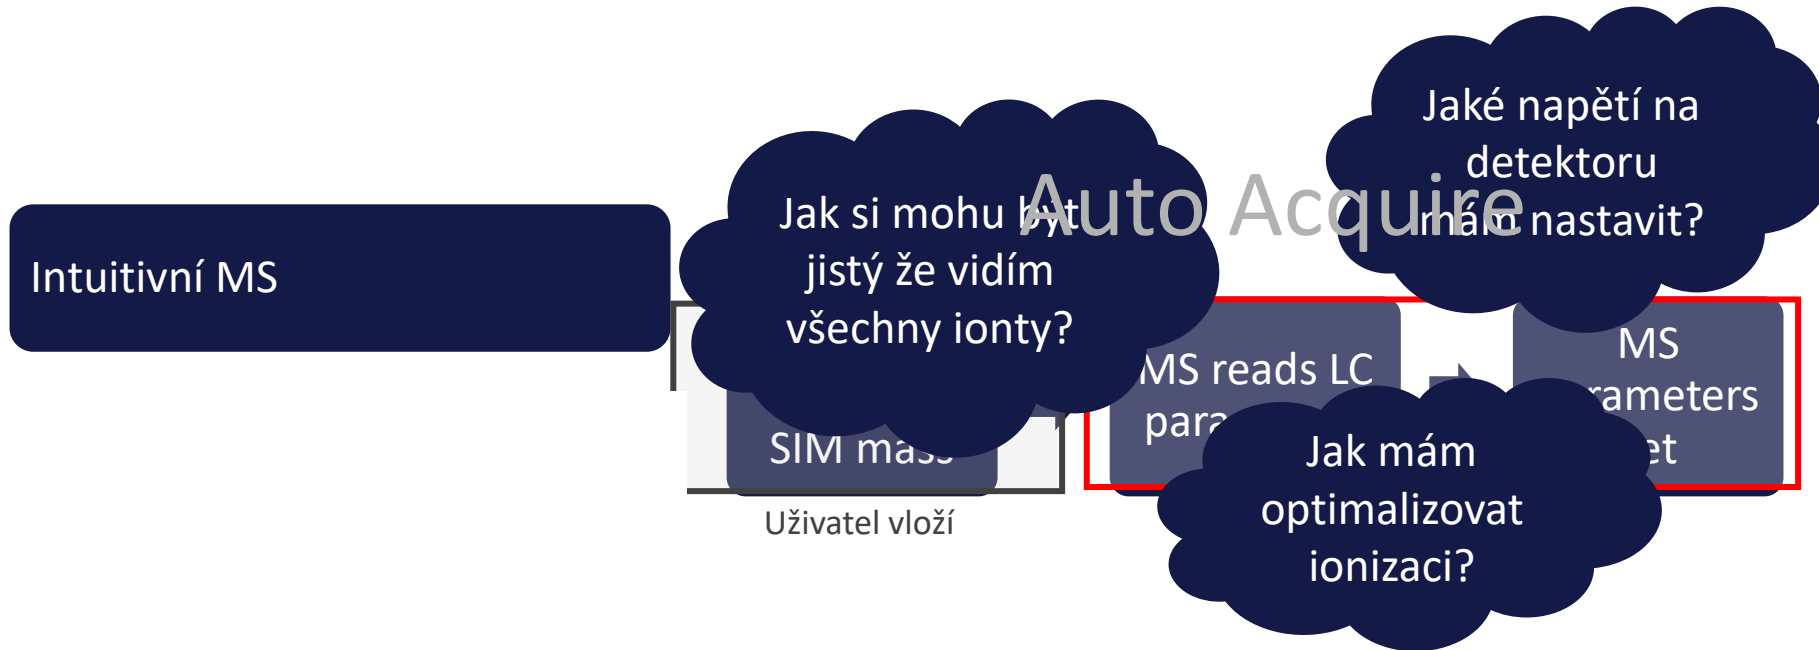 Intuitivní MS
Jak si mohu být
jistý že vidím
všechny ionty?
Auto Acquire
Jaké napětí na
detektoru
mám nastavit?
SIM mass
Uživatel vloží
MS reads LC
Jak mám
optimalizovat
ionizaci?
MS